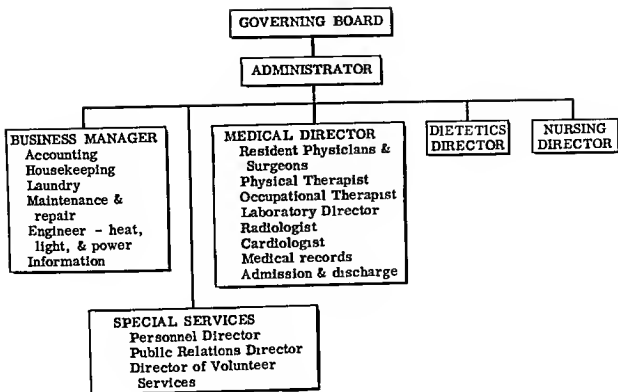 GOVERNING BOARD
ADMINISTRATOR
BUSINESS MANAGER
Accounting
Housekeeping
Laundry
Maintenance &
repair
Engineer - heat,
light, & power
Information
MEDICAL DIRECTOR
Resident Physicians &
Surgeons
Physical Therapist
Occupational Therapist
Laboratory Director
Radiologist
Cardiologist
Medical records
Admission & discharge
DIETETICS
DIRECTOR
NURSING
DIRECTOR
SPECIAL SERVICES
Personnel Director
Public Relations Director
Director of Volunteer
Services